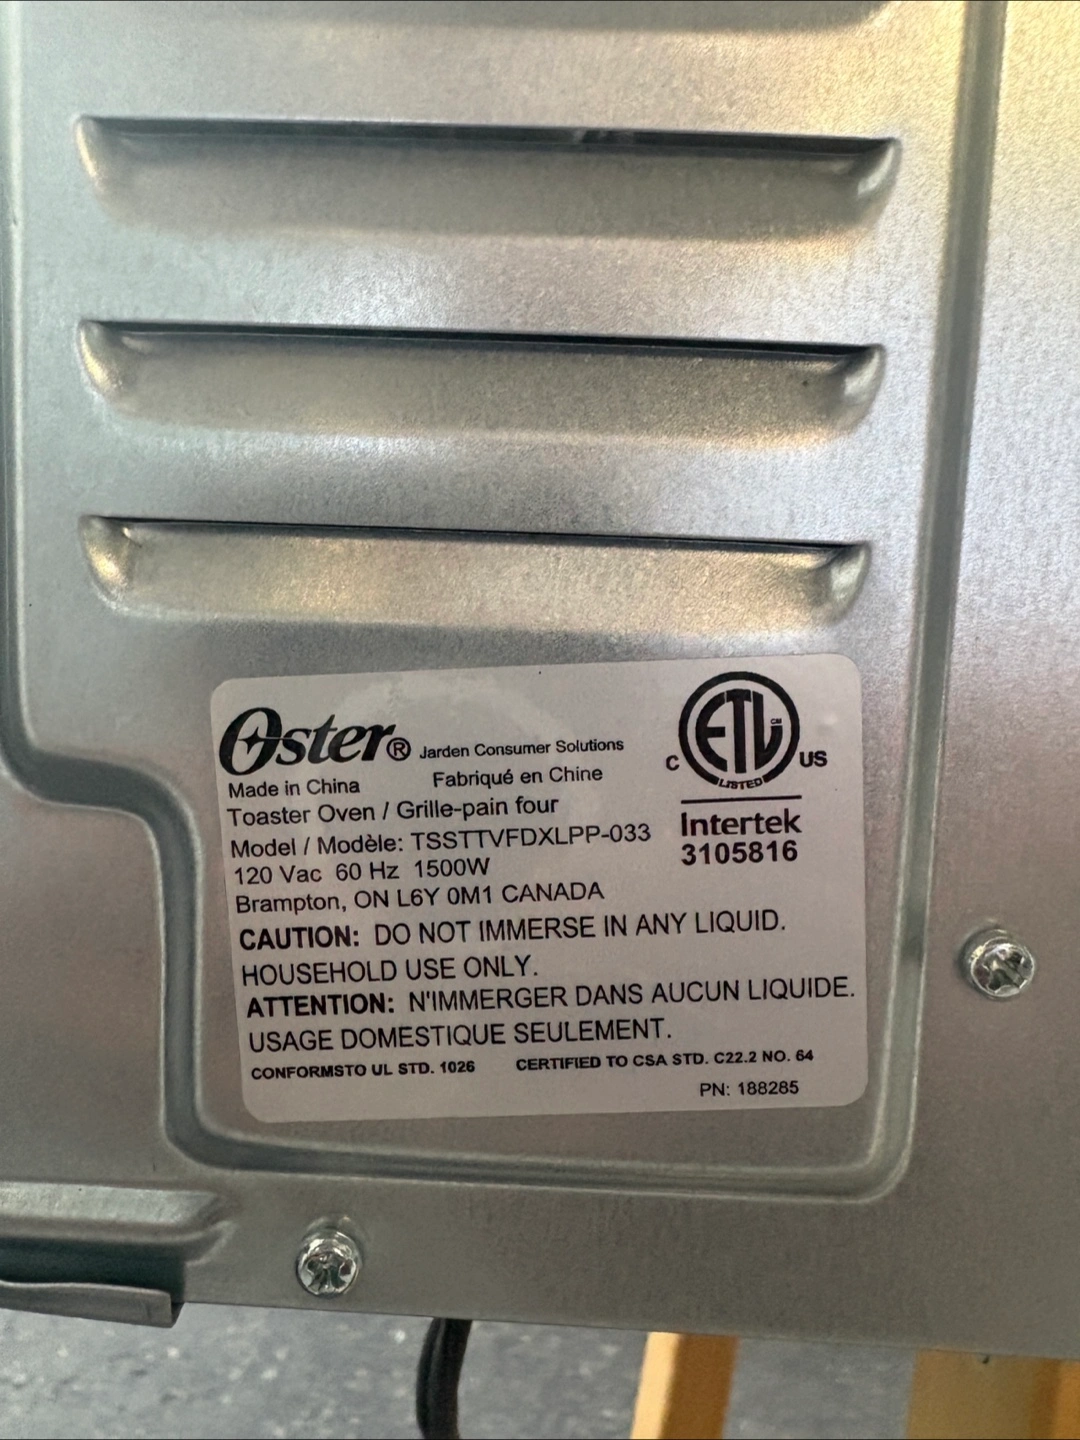 Oster® Jarden Consumer Solutions
Made in China Fabriqué en Chine
Toaster Oven / Grille-pain four
Model / Modèle: TSSTTVFDXLPP-033
120 Vac 60 Hz 1500W
Brampton, ON L6Y 0M1 CANADA
CAUTION: DO NOT IMMERSE IN ANY LIQUID.
HOUSEHOLD USE ONLY.
ATTENTION: N'IMMERGER DANS AUCUN LIQUIDE.
USAGE DOMESTIQUE SEULEMENT.
CONFORMSTO UL STD. 1026 CERTIFIED TO CSA STD. C22.2 NO. 64
PN: 188285
C ETL US
LISTED
Intertek
3105816